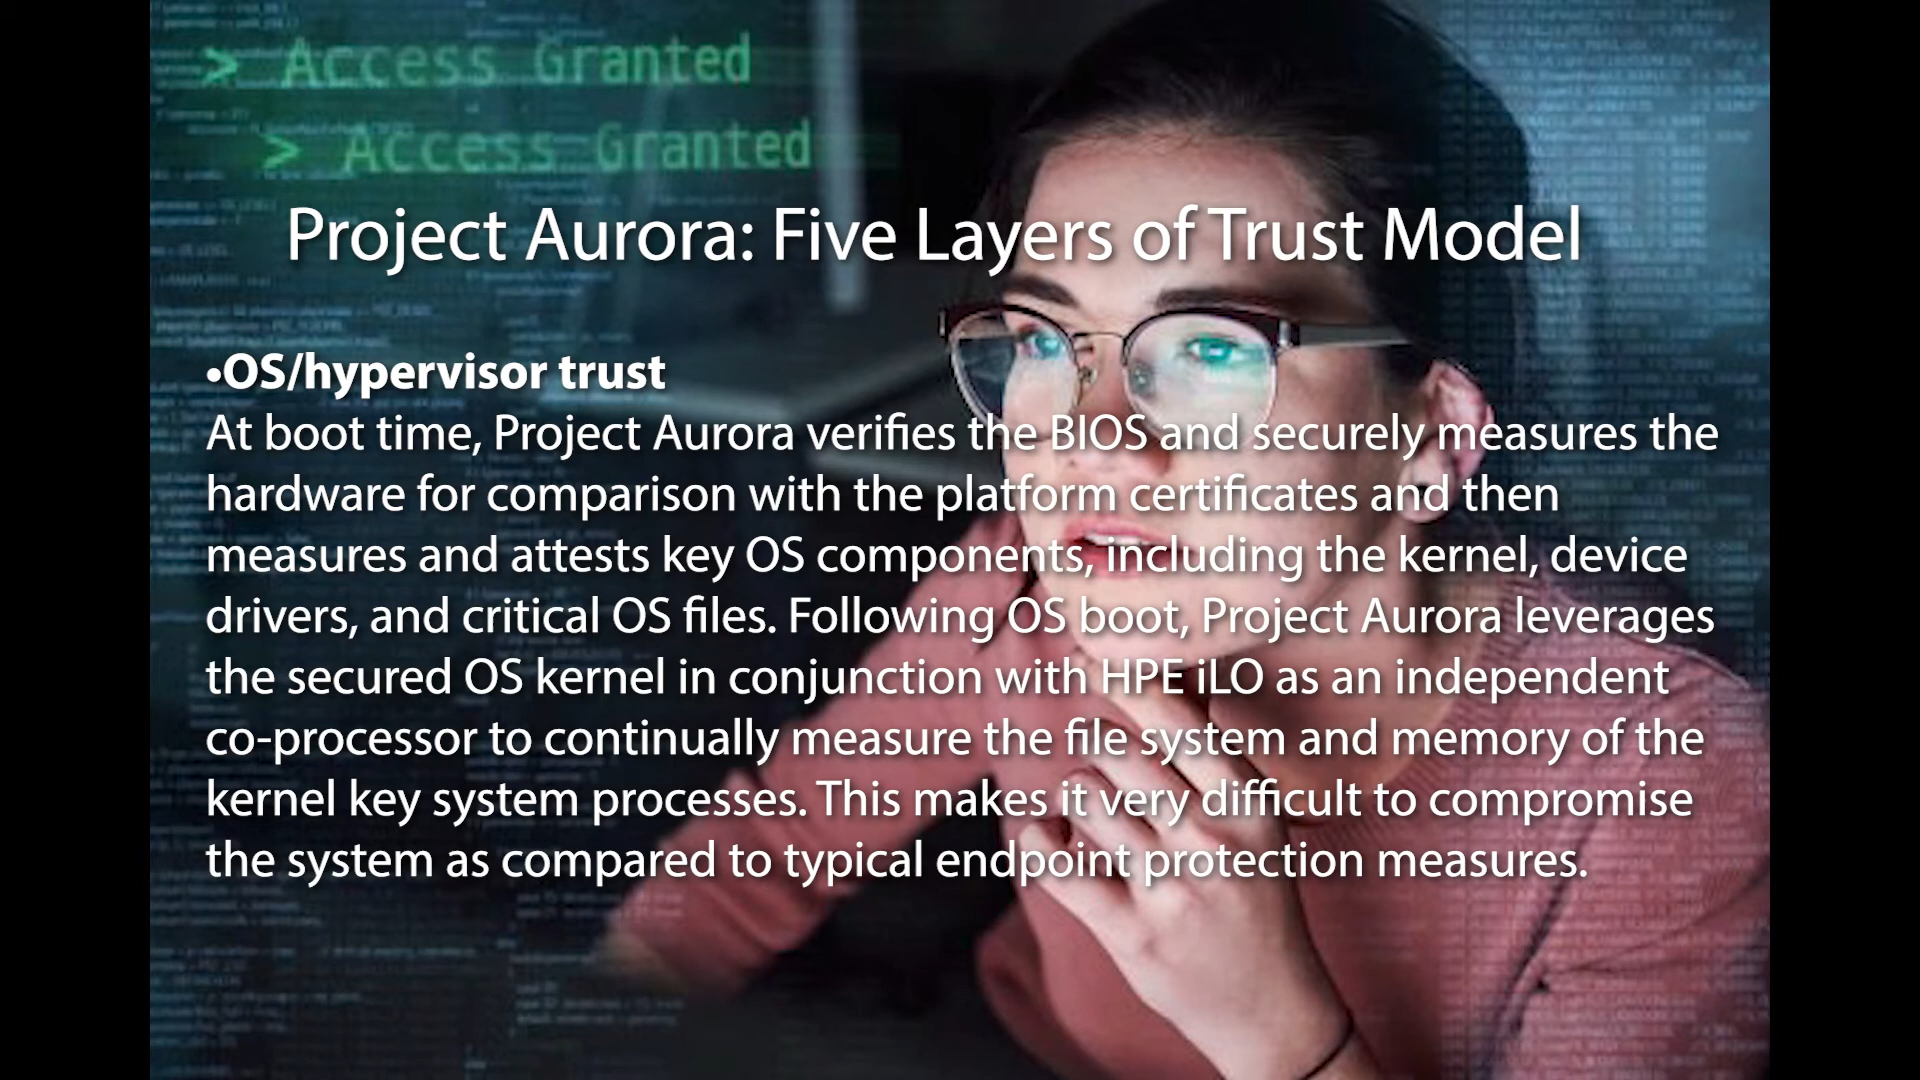 > Access Granted
> Access Granted
Project Aurora: Five Layers of Trust Model
•OS/hypervisor trust
At boot time, Project Aurora verifies the BIOS and securely measures the
hardware for comparison with the platform certificates and then
measures and attests key OS components, including the kernel, device
drivers, and critical OS files. Following OS boot, Project Aurora leverages
the secured OS kernel in conjunction with HPE iLO as an independent
co-processor to continually measure the file system and memory of the
kernel key system processes. This makes it very difficult to compromise
the system as compared to typical endpoint protection measures.